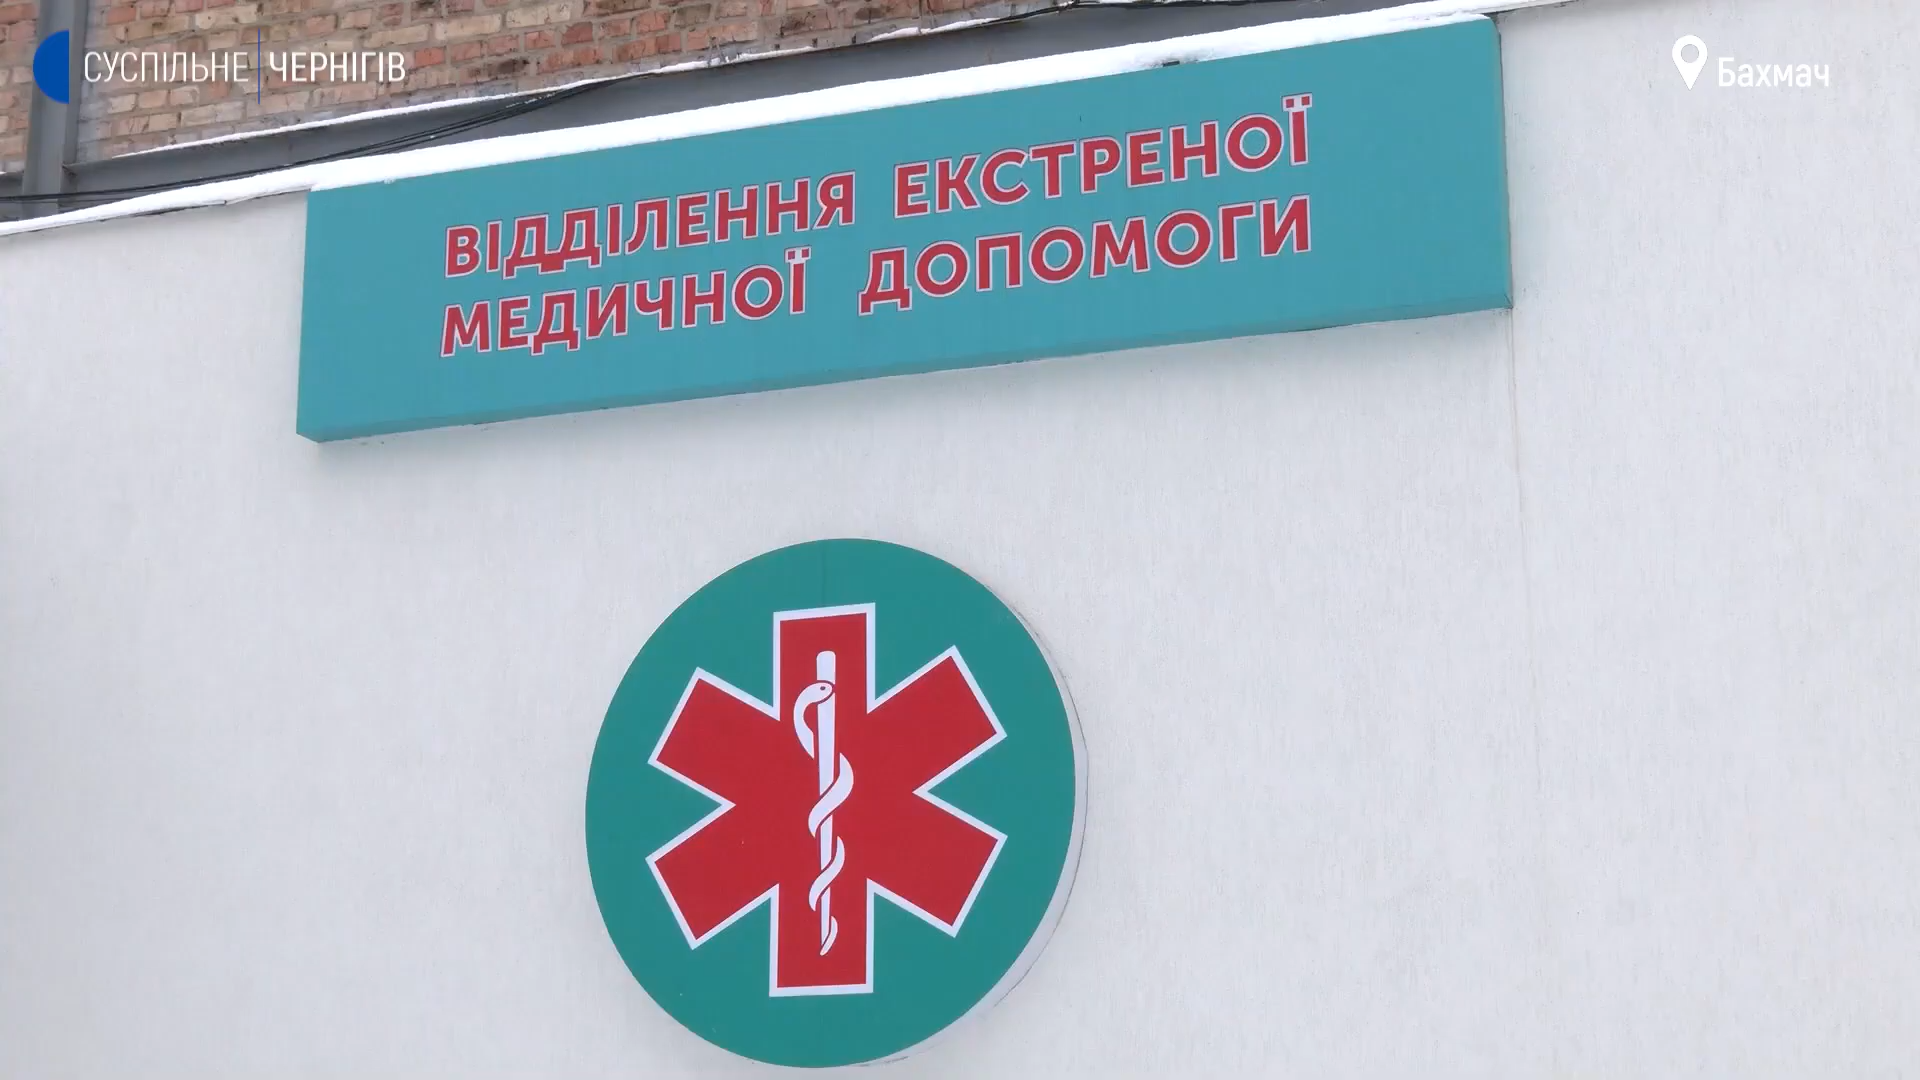 СУСПІЛЬНЕ ЧЕРНІГІВ
Бахмач
ВІДДІЛЕННЯ ЕКСТРЕНОЇ
МЕДИЧНОЇ ДОПОМОГИ